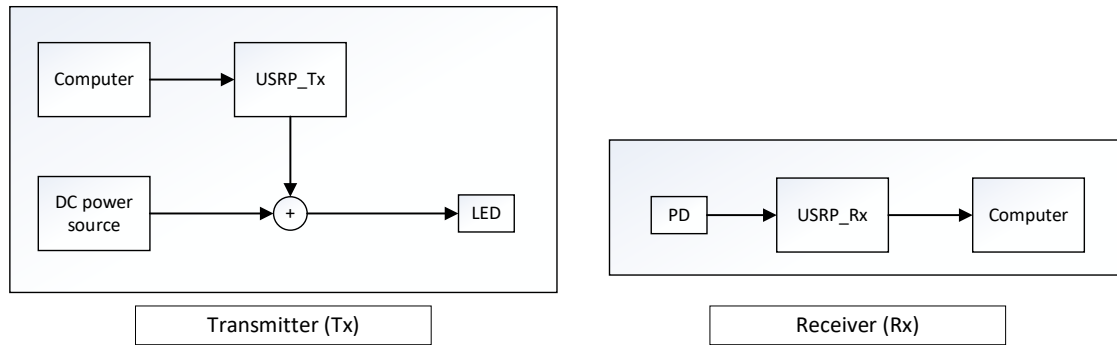 Computer
USRP_Tx
DC power
source
+
LED
Transmitter (Tx)
PD
USRP_Rx
Computer
Receiver (Rx)